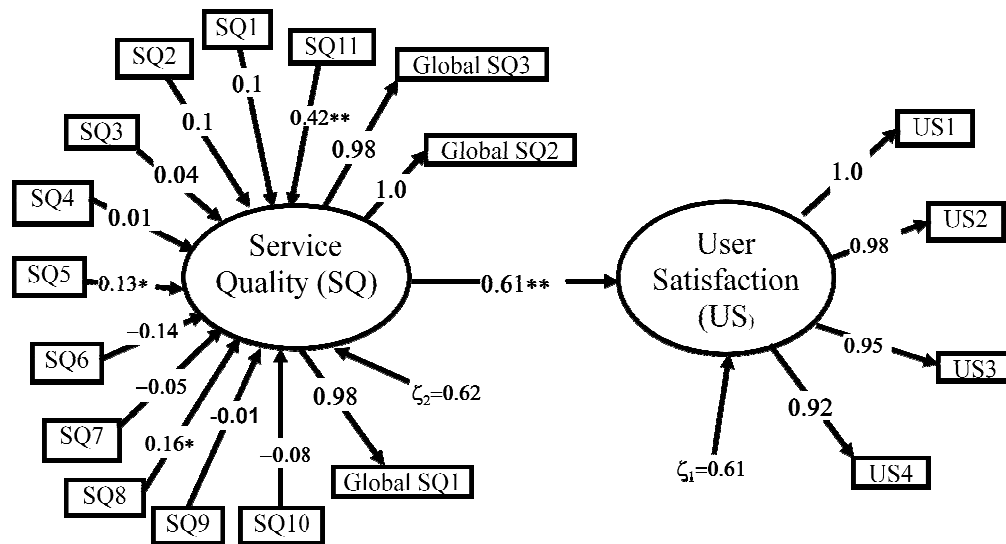 SQ1
SQ2
SQ11
Global SQ3
0.1
0.1
0.42**
0.98
SQ3
0.04
Global SQ2
1.0
SQ4
0.01
SQ5
0.13*
SQ6
−0.14
SQ7
−0.05
SQ8
0.16*
SQ9
-0.01
SQ10
−0.08
Global SQ1
0.98
ζ2=0.62
Service
Quality (SQ)
0.61**
User
Satisfaction
(US)
US1
1.0
US2
0.98
US3
0.95
US4
0.92
ζ1=0.61